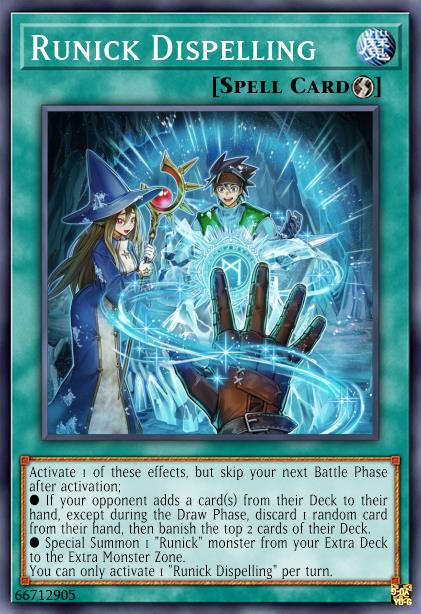 Runick Dispelling
魔
[Spell Card]
Activate 1 of these effects, but skip your next Battle Phase
after activation;
● If your opponent adds a card(s) from their Deck to their
hand, except during the Draw Phase, discard 1 random card
from their hand, then banish the top 2 cards of their Deck.
● Special Summon 1 "Runick" monster from your Extra Deck
to the Extra Monster Zone.
You can only activate 1 "Runick Dispelling" per turn.
66712905